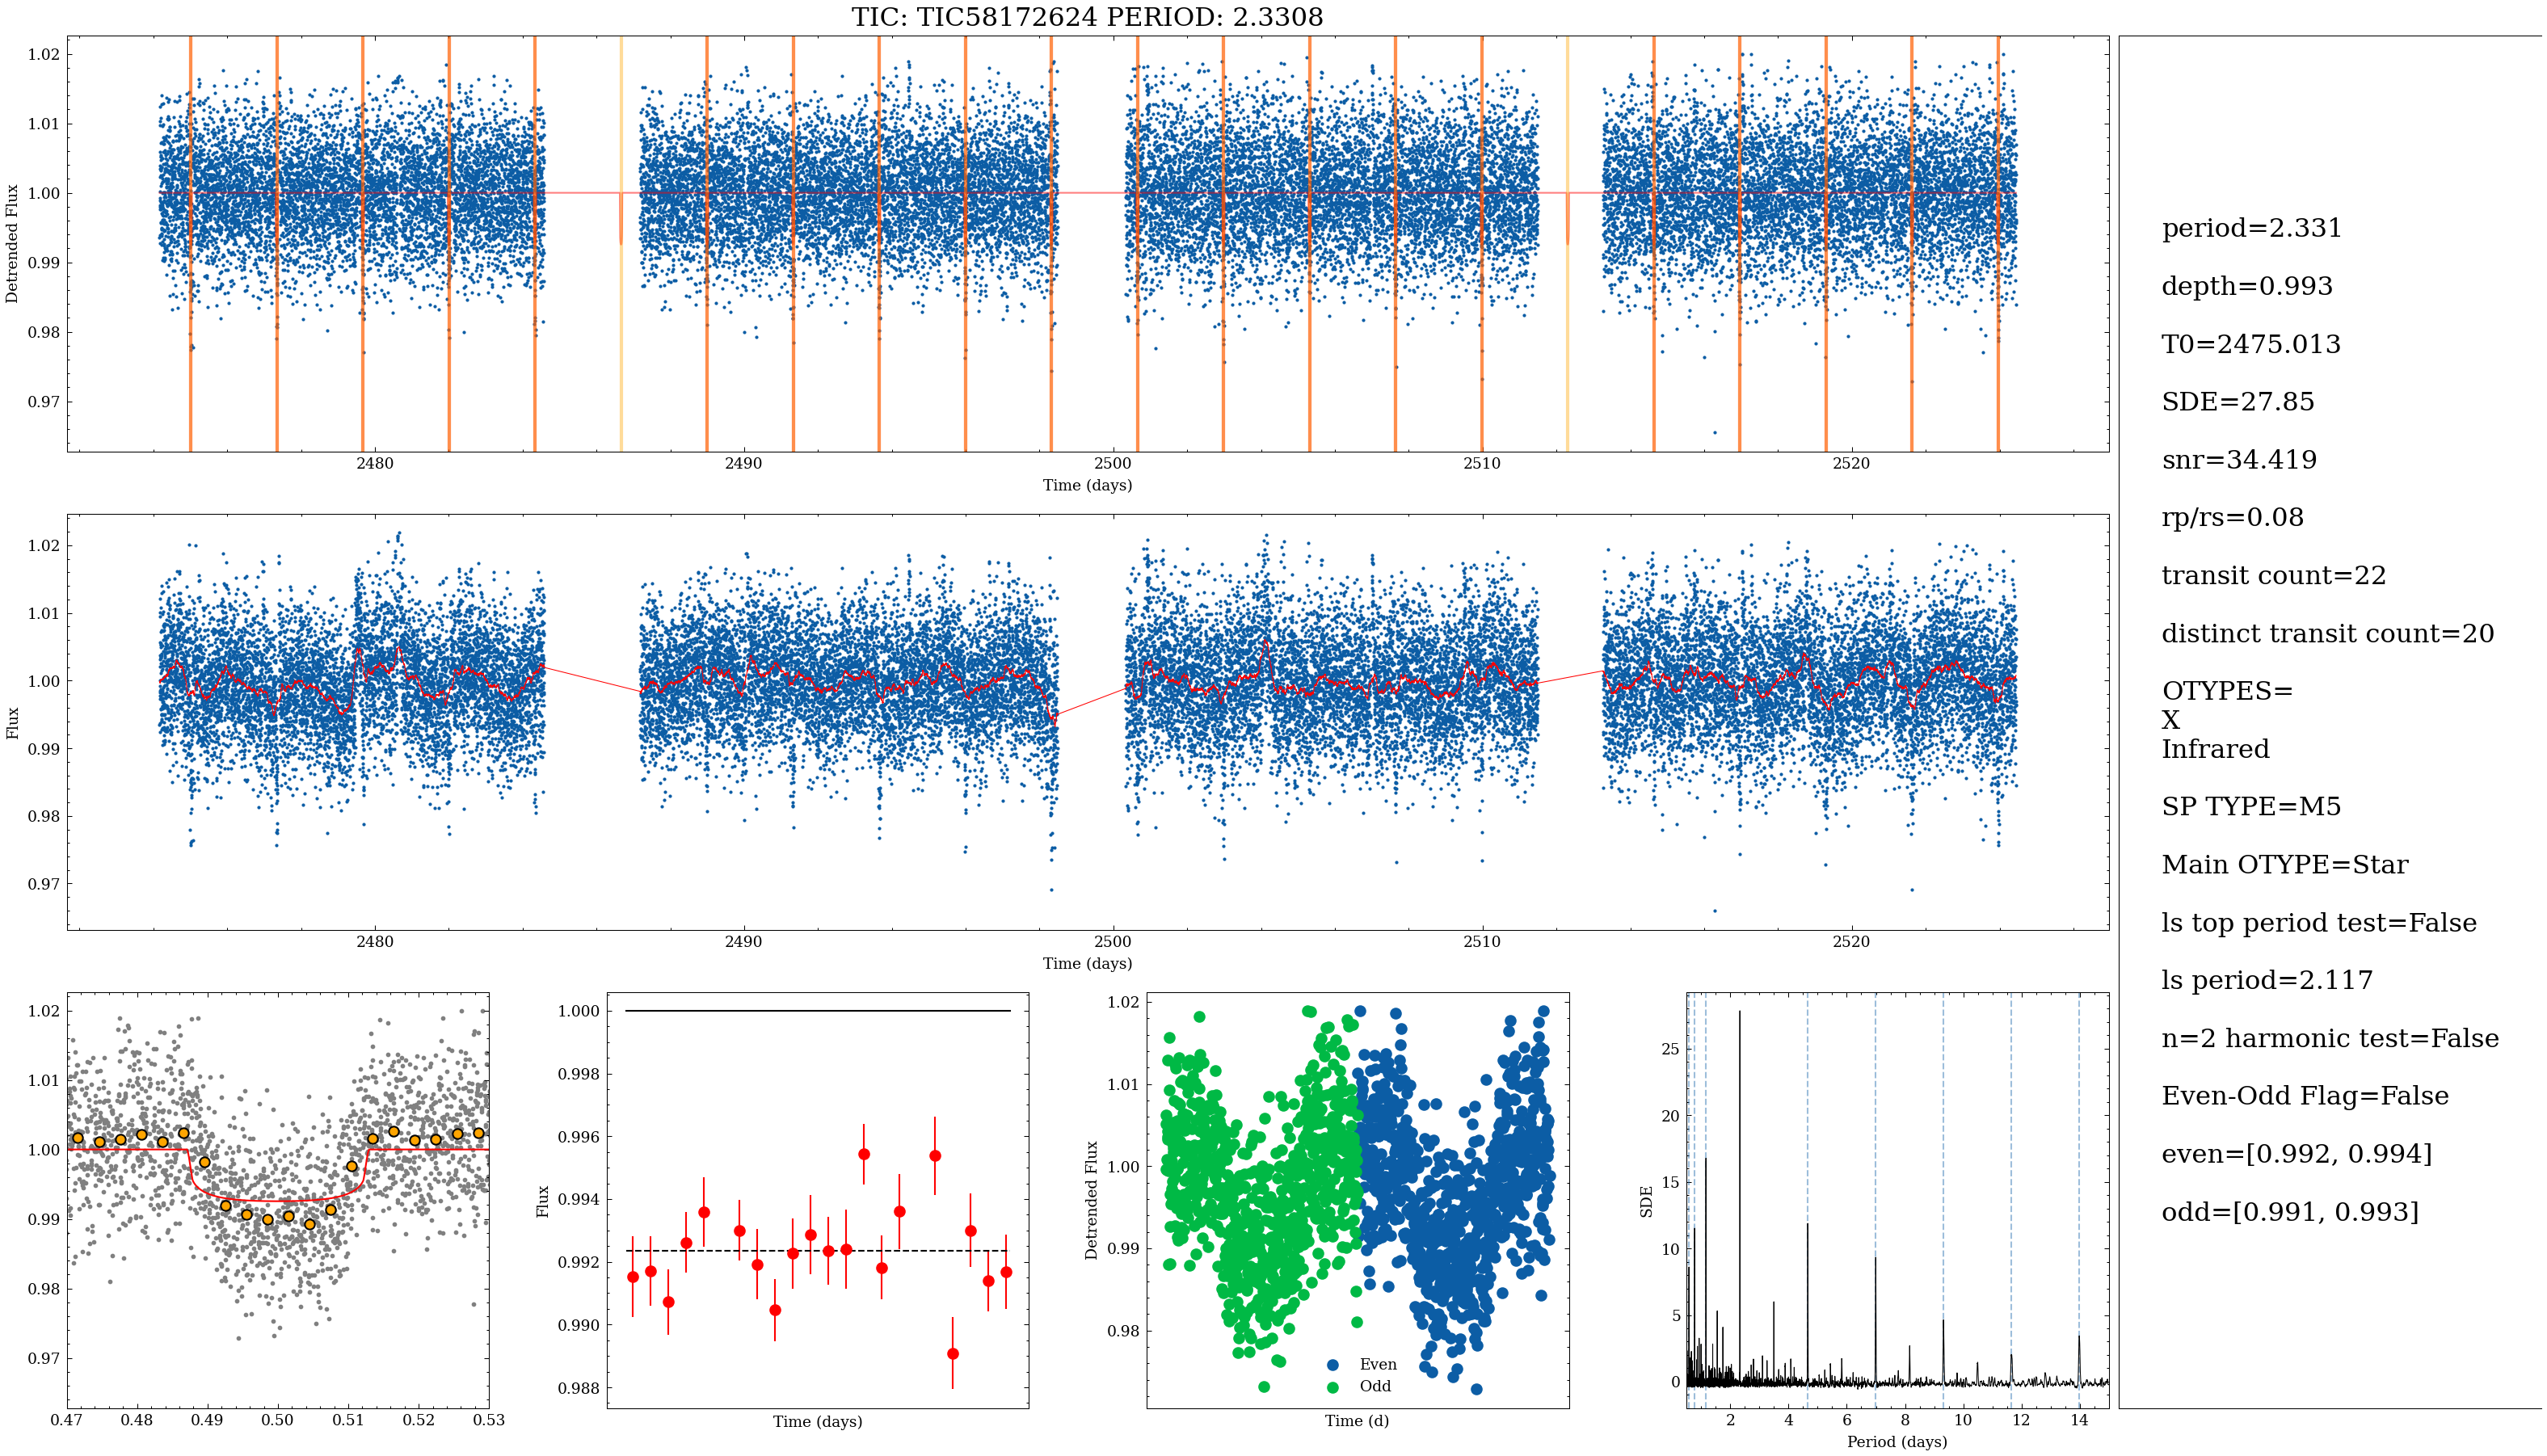 TIC: TIC58172624 PERIOD: 2.3308
1.02
1.01
1.00
0.99
0.98
0.97
Detrended Flux
2480
2490
2500
2510
2520
Time (days)
1.02
1.01
1.00
0.99
0.98
0.97
Flux
2480
2490
2500
2510
2520
Time (days)
1.02
1.01
1.00
0.99
0.98
0.97
0.47
0.48
0.49
0.50
0.51
0.52
0.53
1.000
0.998
0.996
0.994
0.992
0.990
0.988
Flux
Time (days)
1.02
1.01
1.00
0.99
0.98
Detrended Flux
Even
Odd
Time (d)
25
20
15
10
5
0
SDE
2
4
6
8
10
12
14
Period (days)
period=2.331
depth=0.993
T0=2475.013
SDE=27.85
snr=34.419
rp/rs=0.08
transit count=22
distinct transit count=20
OTYPES=
X
Infrared
SP TYPE=M5
Main OTYPE=Star
ls top period test=False
ls period=2.117
n=2 harmonic test=False
Even-Odd Flag=False
even=[0.992, 0.994]
odd=[0.991, 0.993]